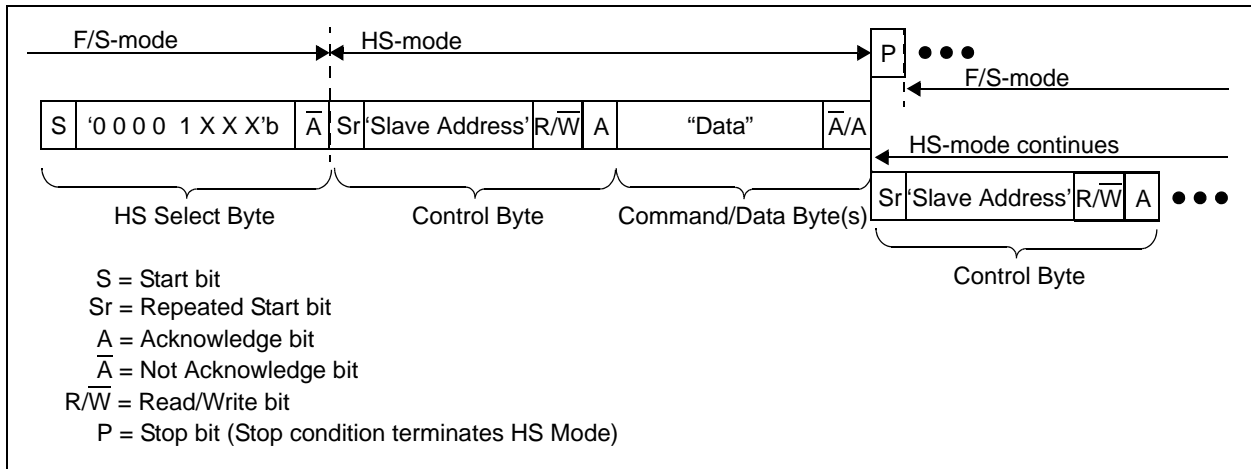 F/S-mode HS-mode P
F/S-mode
S ‘0 0 0 0 1 X X X’b A̅ Sr ‘Slave Address’ R/W̅ A “Data” A̅/A
HS-mode continues
Sr ‘Slave Address’ R/W̅ A
HS Select Byte Control Byte Command/Data Byte(s)
Control Byte
S = Start bit
Sr = Repeated Start bit
A = Acknowledge bit
A̅ = Not Acknowledge bit
R/W̅ = Read/Write bit
P = Stop bit (Stop condition terminates HS Mode)